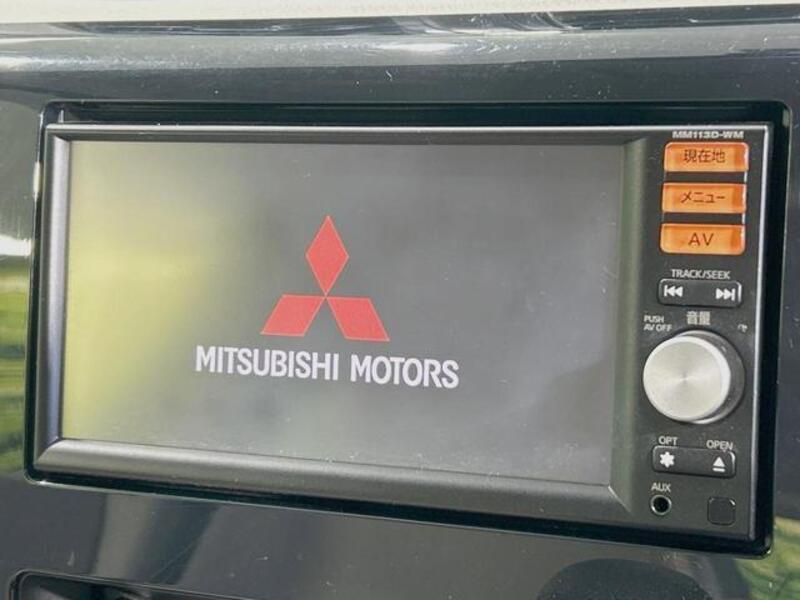 MM113D-WM
現在地
メニュー
AV
TRACK/SEEK
音量
PUSH
AV OFF
MITSUBISHI MOTORS
OPT
OPEN
AUX